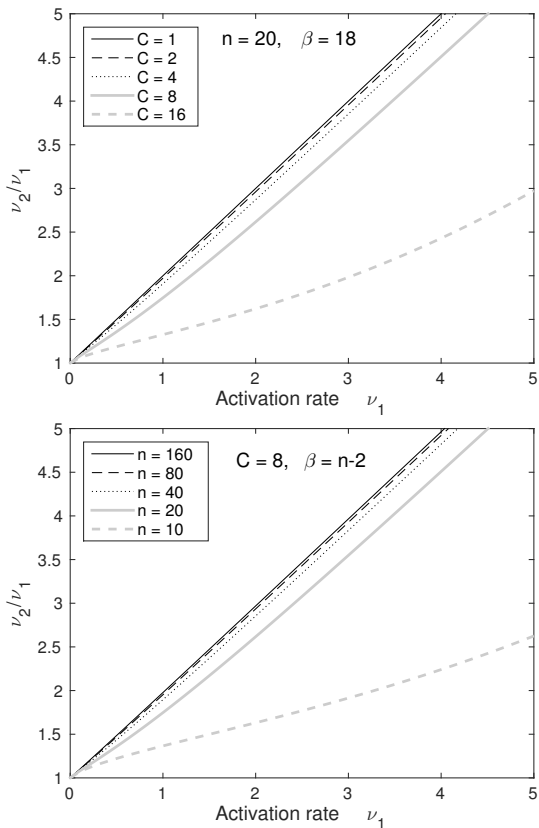 n = 20, β = 18
C = 1
C = 2
C = 4
C = 8
C = 16
5
4.5
4
3.5
3
2.5
2
1.5
1
ν2/ν1
0 1 2 3 4 5
Activation rate ν1
C = 8, β = n-2
n = 160
n = 80
n = 40
n = 20
n = 10
5
4.5
4
3.5
3
2.5
2
1.5
1
ν2/ν1
0 1 2 3 4 5
Activation rate ν1